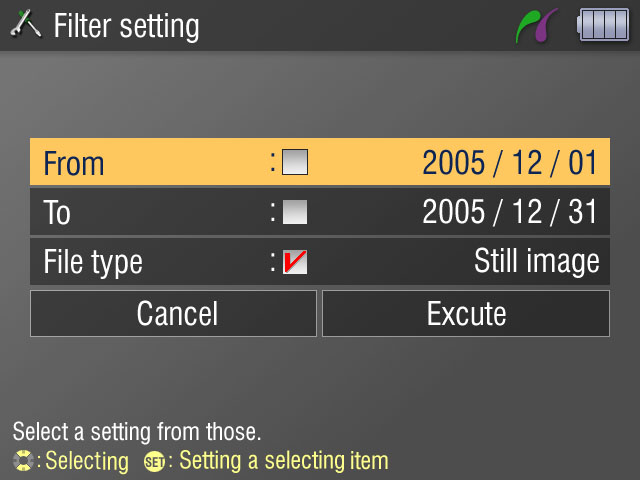 Filter setting
From : 2005 / 12 / 01
To : 2005 / 12 / 31
File type : Still image
Cancel Excute
Select a setting from those.
: Selecting SET : Setting a selecting item